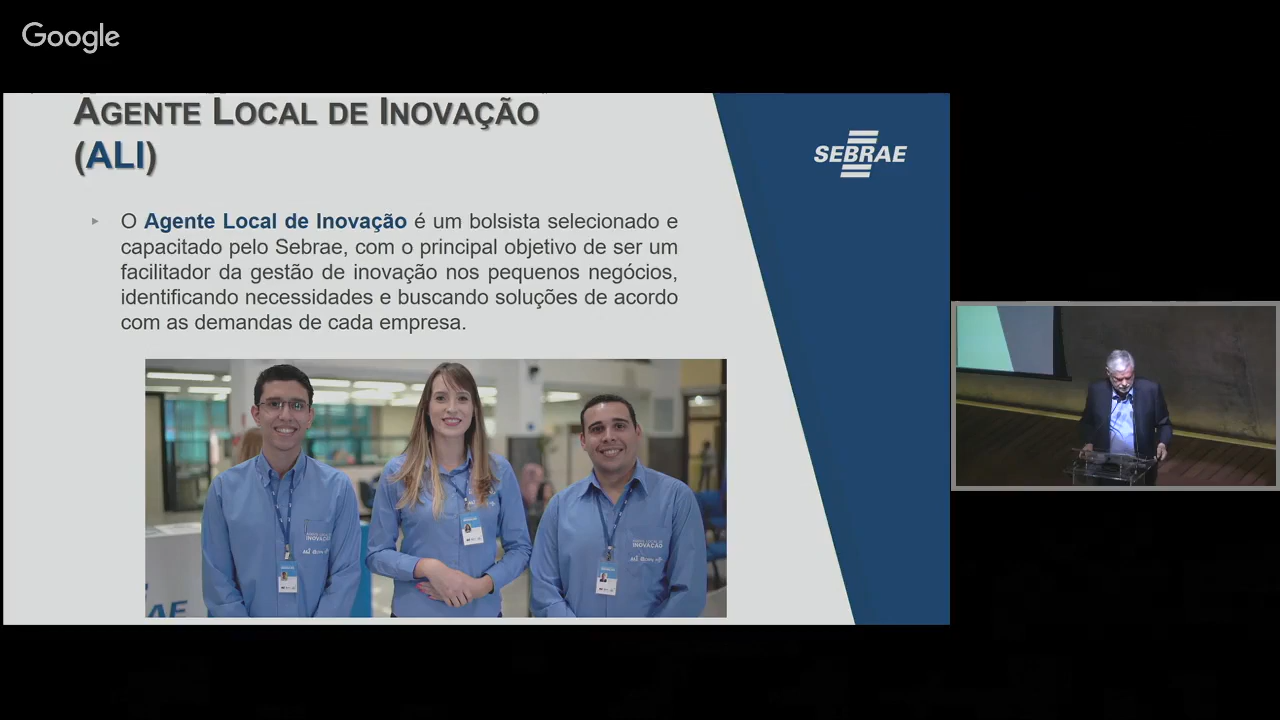 Google
AGENTE LOCAL DE INOVAÇÃO
(ALI)
SEBRAE
O Agente Local de Inovação é um bolsista selecionado e
capacitado pelo Sebrae, com o principal objetivo de ser um
facilitador da gestão de inovação nos pequenos negócios,
identificando necessidades e buscando soluções de acordo
com as demandas de cada empresa.
INOVAÇÃO
INOVAÇÃO